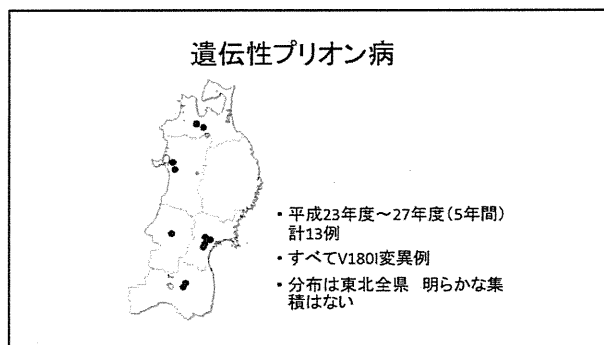 遺伝性プリオン病
・平成23年度～27年度（5年間）
計13例
・すべてV180I変異例
・分布は東北全県　明らかな集
積はない